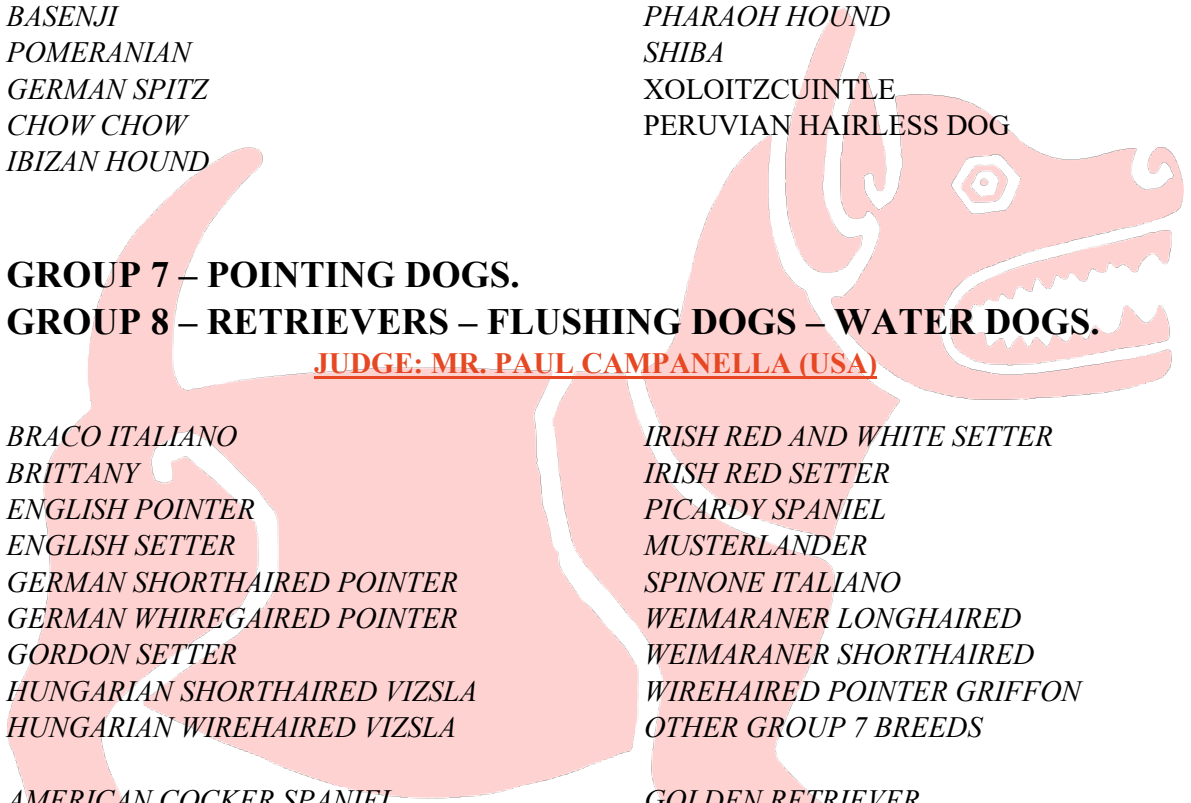 BASENJI
POMERANIAN
GERMAN SPITZ
CHOW CHOW
IBIZAN HOUND
PHARAOH HOUND
SHIBA
XOLOITZCUINTLE
PERUVIAN HAIRLESS DOG
GROUP 7 – POINTING DOGS.
GROUP 8 – RETRIEVERS – FLUSHING DOGS – WATER DOGS.
JUDGE: MR. PAUL CAMPANELLA (USA)
BRACO ITALIANO
BRITTANY
ENGLISH POINTER
ENGLISH SETTER
GERMAN SHORTHAIRED POINTER
GERMAN WHIREGAIRED POINTER
GORDON SETTER
HUNGARIAN SHORTHAIRED VIZSLA
HUNGARIAN WIREHAIRED VIZSLA
IRISH RED AND WHITE SETTER
IRISH RED SETTER
PICARDY SPANIEL
MUSTERLANDER
SPINONE ITALIANO
WEIMARANER LONGHAIRED
WEIMARANER SHORTHAIRED
WIREHAIRED POINTER GRIFFON
OTHER GROUP 7 BREEDS
AMERICAN COCKER SPANIEL
GOLDEN RETRIEVER